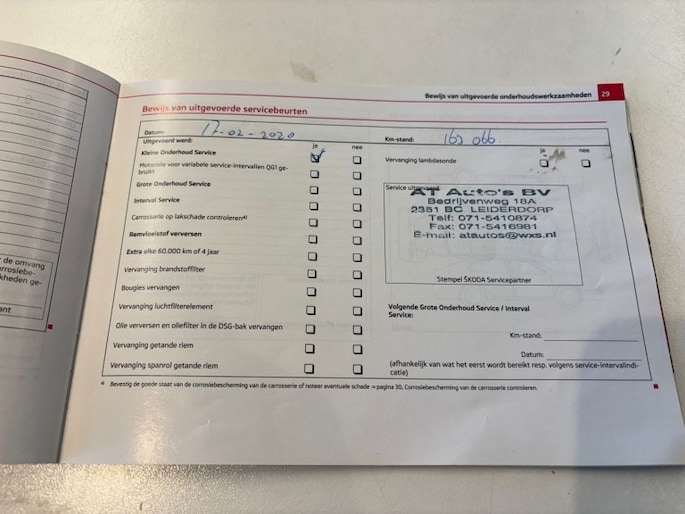 Bewijs van uitgevoerde onderhoudswerkzaamheden 29
Bewijs van uitgevoerde servicebeurten
Datum: 17-02-2020
Km-stand: 163 066
Uitgevoerd werd: ja nee
Kleine Onderhoud Service
Motorolie voor variabele service-intervallen QG1 ge-
bruikt
Grote Onderhoud Service
Interval Service
Carrosserie op lakschade controleren a)
Remvloeistof verversen
Extra elke 60.000 km of 4 jaar
Vervanging brandstoffilter
Bougies vervangen
Vervanging luchtfilterelement
Olie verversen en oliefilter in de DSG-bak vervangen
Vervanging getande riem
Vervanging spanrol getande riem
ja nee
Vervanging lambdasonde
Service uitgevoerd:
AT Auto's BV
Bedrijvenweg 18A
2351 BC LEIDERDORP
Telf: 071-5410874
Fax: 071-5416981
E-mail: atautos@wxs.nl
Stempel ŠKODA Servicepartner
Volgende Grote Onderhoud Service / Interval
Service:
Km-stand:
Datum:
(afhankelijk van wat het eerst wordt bereikt resp. volgens service-intervalindi-
catie)
a) Bevestig de goede staat van de corrosiebescherming van de carrosserie of noteer eventuele schade ⇒ pagina 30, Corrosiebescherming van de carrosserie controleren.